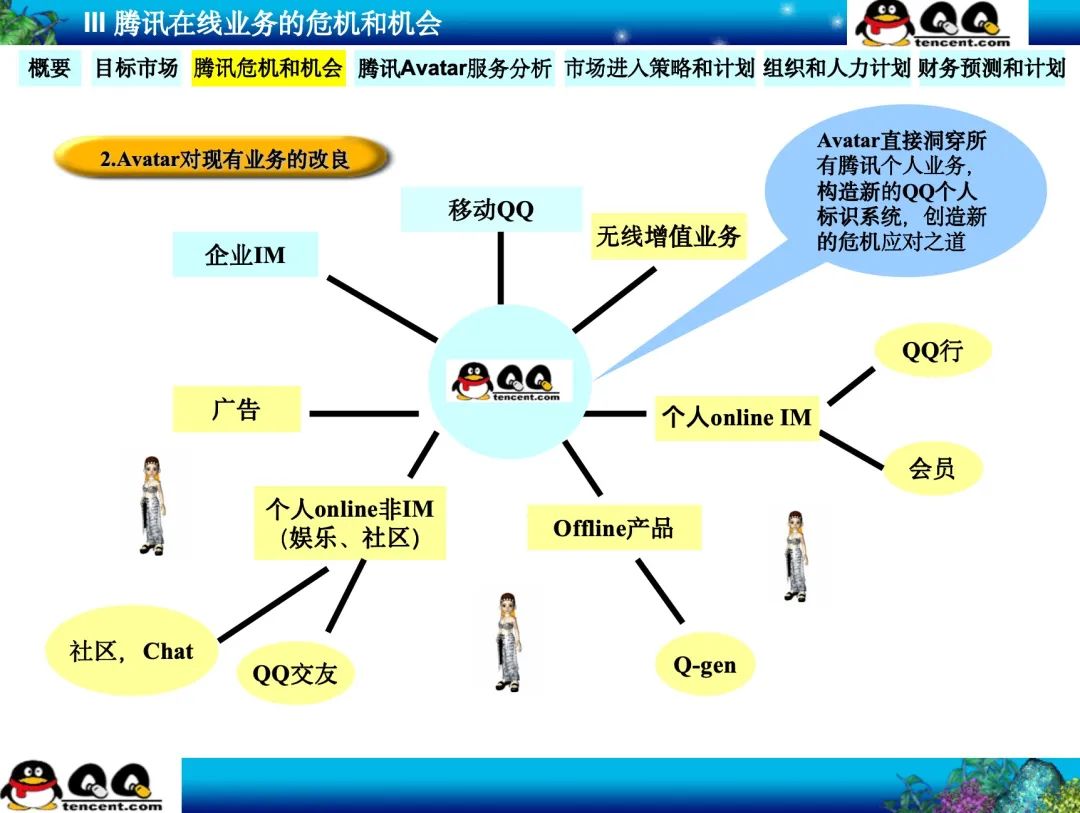 III 腾讯在线业务的危机和机会
QQ
tencent.com
概要
目标市场
腾讯危机和机会
腾讯Avatar服务分析
市场进入策略和计划
组织和人力计划
财务预测和计划
2.Avatar对现有业务的改良
Avatar直接洞穿所
有腾讯个人业务，
构造新的QQ个人
标识系统，创造新
的危机应对之道
移动QQ
无线增值业务
企业IM
QQ行
QQ
tencent.com
广告
个人online IM
会员
个人online非IM
（娱乐、社区）
Offline产品
社区，Chat
QQ交友
Q-gen
QQ
tencent.com